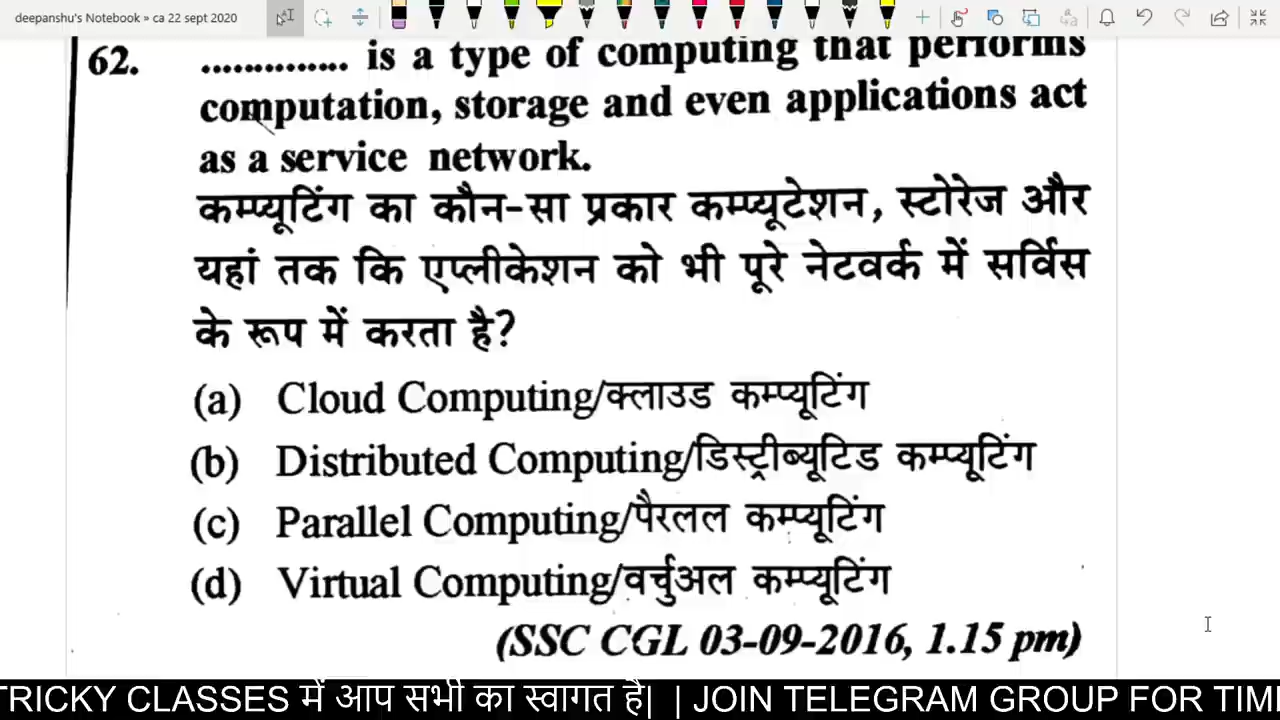 deepanshu's Notebook » ca 22 sept 2020
62. .............. is a type of computing that performs
computation, storage and even applications act
as a service network.
कम्प्यूटिंग का कौन-सा प्रकार कम्प्यूटेशन, स्टोरेज और
यहां तक कि एप्लीकेशन को भी पूरे नेटवर्क में सर्विस
के रूप में करता है?
(a) Cloud Computing/क्लाउड कम्प्यूटिंग
(b) Distributed Computing/डिस्ट्रीब्यूटिड कम्प्यूटिंग
(c) Parallel Computing/पैरलल कम्प्यूटिंग
(d) Virtual Computing/वर्चुअल कम्प्यूटिंग
(SSC CGL 03-09-2016, 1.15 pm)
TRICKY CLASSES में आप सभी का स्वागत है| | JOIN TELEGRAM GROUP FOR TIM